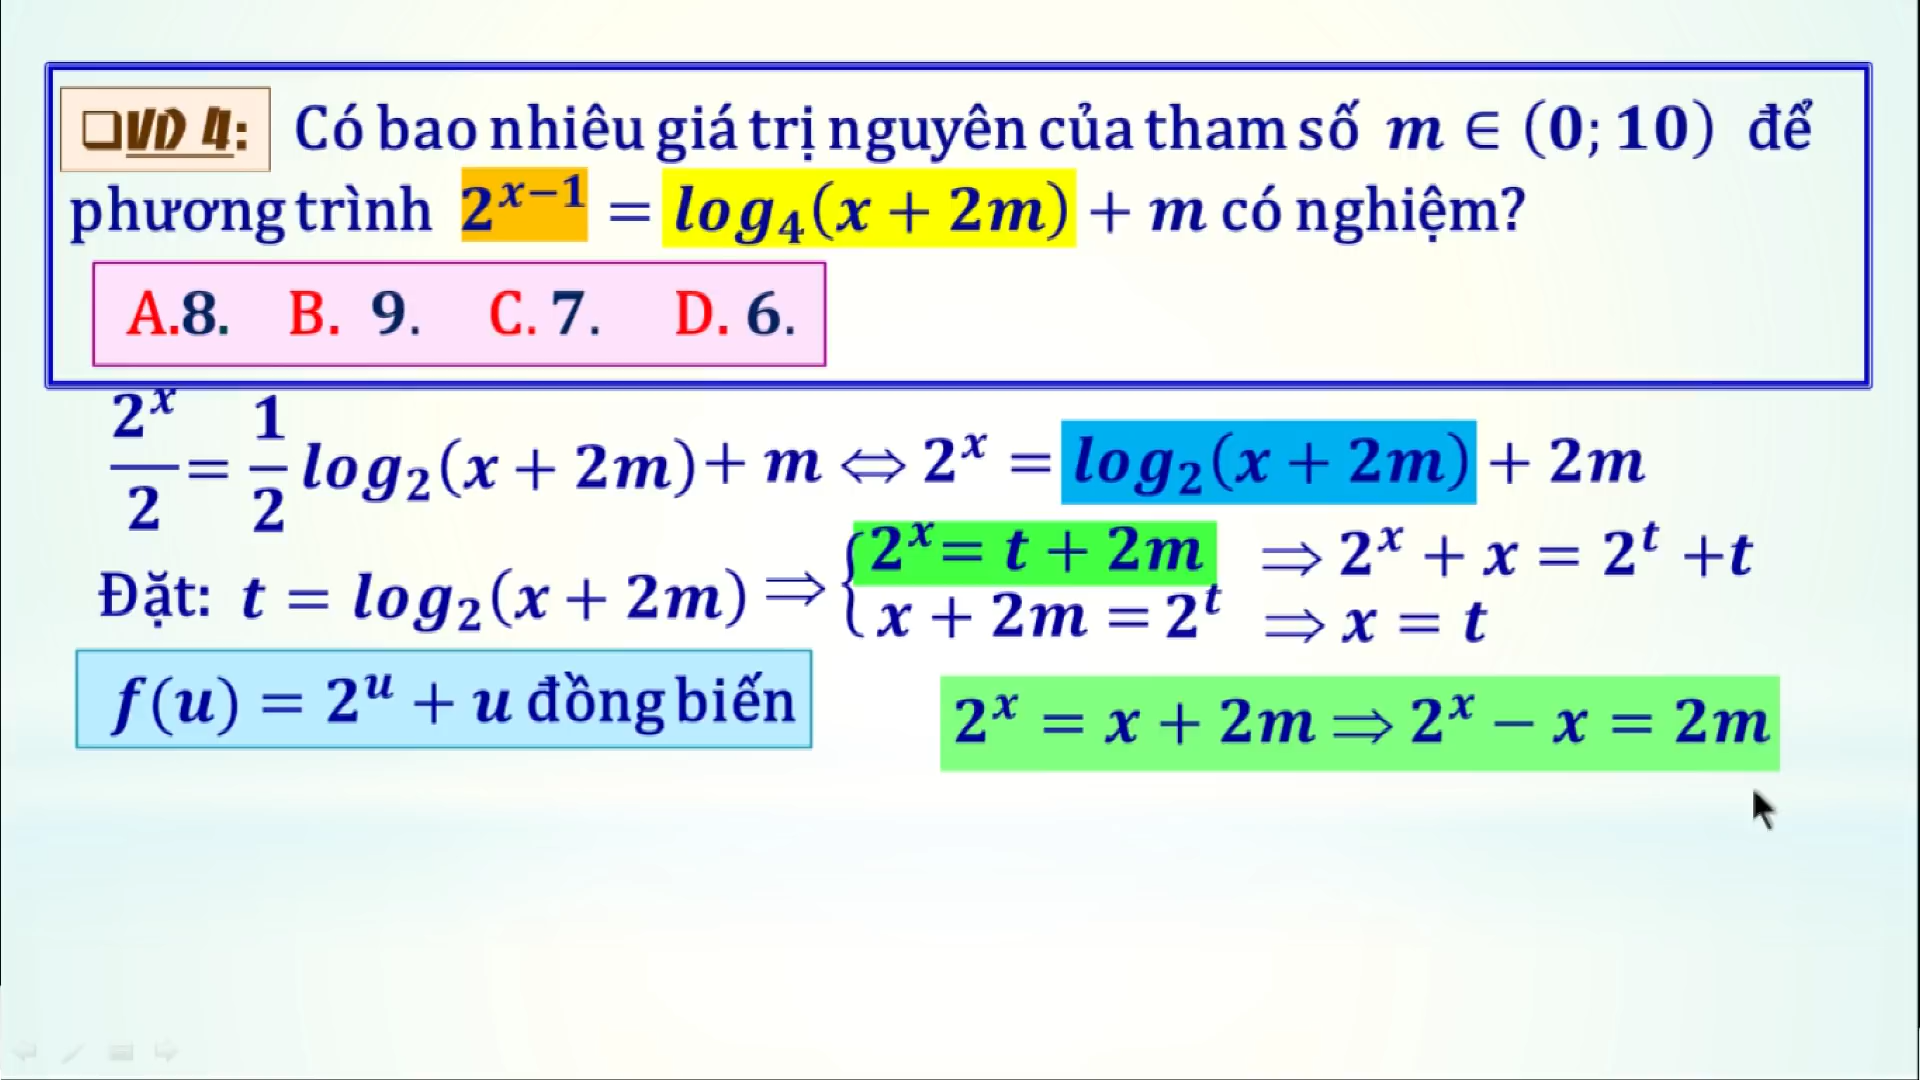 ❑VD 4: Có bao nhiêu giá trị nguyên của tham số m ∈ (0; 10) để
phương trình 2^{x−1} = log₄(x + 2m) + m có nghiệm?
A.8. B. 9. C. 7. D. 6.
2^x/2 = 1/2 log₂(x + 2m) + m ⇔ 2^x = log₂(x + 2m) + 2m
Đặt: t = log₂(x + 2m) ⇒ { 2^x = t + 2m ⇒ 2^x + x = 2^t + t
x + 2m = 2^t ⇒ x = t
f(u) = 2^u + u đồng biến
2^x = x + 2m ⇒ 2^x − x = 2m